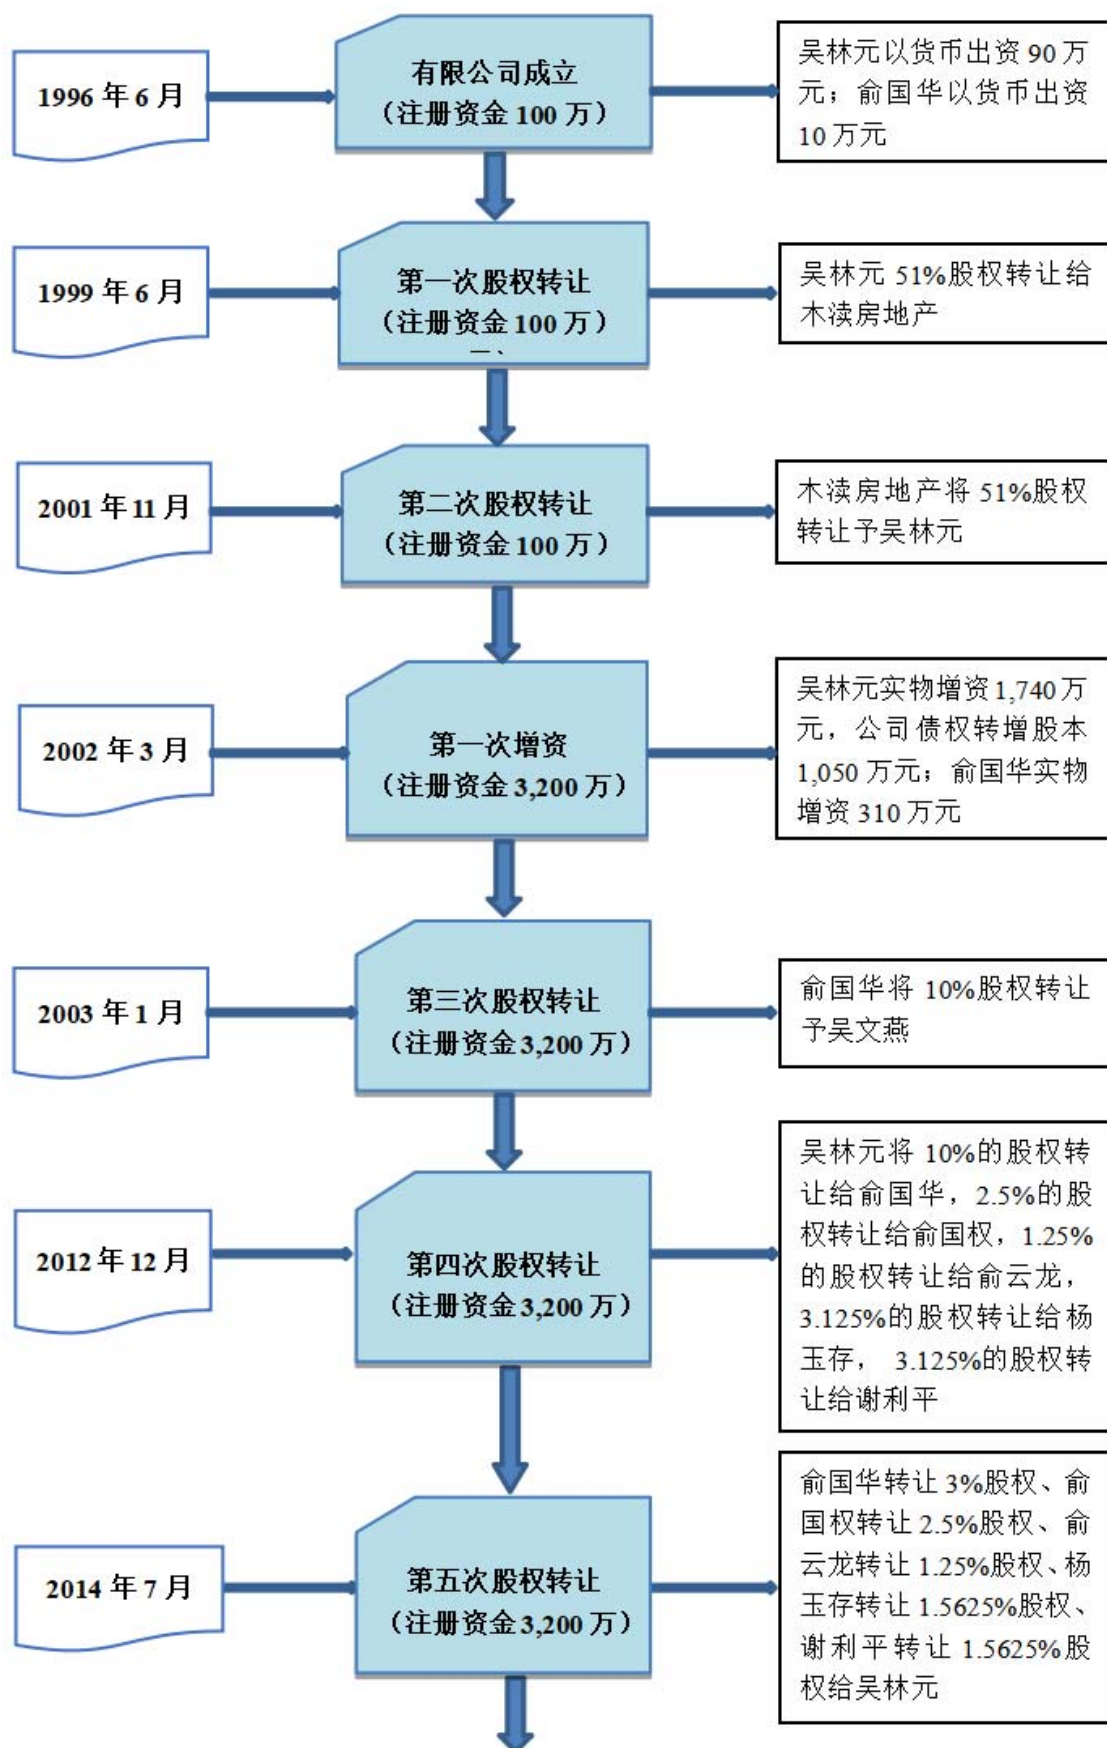 1996 年 6 月
有限公司成立
（注册资金 100 万）
吴林元以货币出资 90 万
元；俞国华以货币出资
10 万元
1999 年 6 月
第一次股权转让
（注册资金 100 万）
吴林元 51%股权转让给
木渎房地产
2001 年 11 月
第二次股权转让
（注册资金 100 万）
木渎房地产将 51%股权
转让予吴林元
2002 年 3 月
第一次增资
（注册资金 3,200 万）
吴林元实物增资 1,740 万
元，公司债权转增股本
1,050 万元；俞国华实物
增资 310 万元
2003 年 1 月
第三次股权转让
（注册资金 3,200 万）
俞国华将 10%股权转让
予吴文燕
2012 年 12 月
第四次股权转让
（注册资金 3,200 万）
吴林元将 10%的股权转
让给俞国华，2.5%的股
权转让给俞国权，1.25%
的股权转让给俞云龙，
3.125%的股权转让给杨
玉存， 3.125%的股权转
让给谢利平
2014 年 7 月
第五次股权转让
（注册资金 3,200 万）
俞国华转让 3%股权、俞
国权转让 2.5%股权、俞
云龙转让 1.25%股权、杨
玉存转让 1.5625%股权、
谢利平转让 1.5625%股
权给吴林元